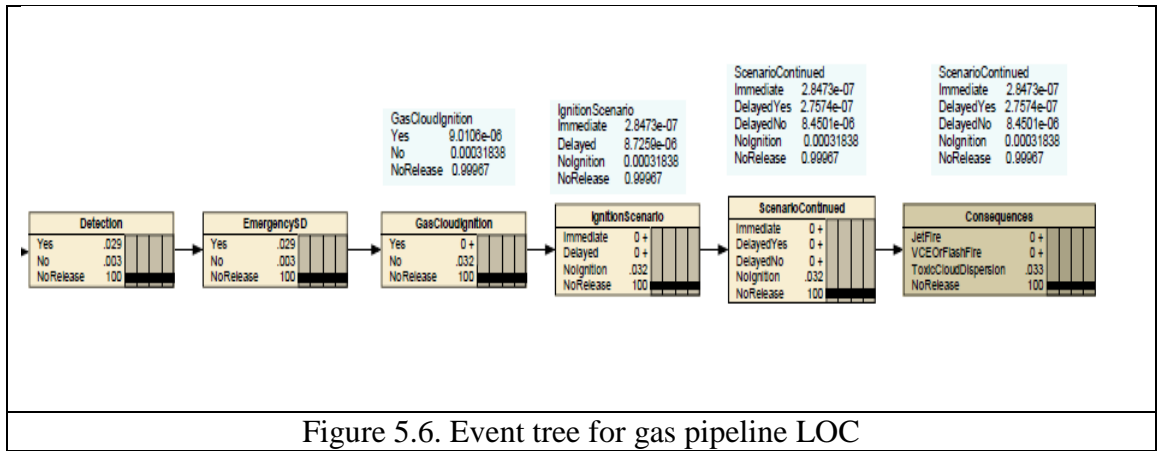 ScenarioContinued
Immediate 2.8473e-07
DelayedYes 2.7574e-07
DelayedNo 8.4501e-06
NoIgnition 0.00031838
NoRelease 0.99967
ScenarioContinued
Immediate 2.8473e-07
DelayedYes 2.7574e-07
DelayedNo 8.4501e-06
NoIgnition 0.00031838
NoRelease 0.99967
GasCloudIgnition
Yes 9.0106e-06
No 0.00031838
NoRelease 0.99967
IgnitionScenario
Immediate 2.8473e-07
Delayed 8.7259e-06
NoIgnition 0.00031838
NoRelease 0.99967
Detection
Yes .029
No .003
NoRelease 100
EmergencySD
Yes .029
No .003
NoRelease 100
GasCloudIgnition
Yes 0 +
No .032
NoRelease 100
IgnitionScenario
Immediate 0 +
Delayed 0 +
NoIgnition .032
NoRelease 100
ScenarioContinued
Immediate 0 +
DelayedYes 0 +
DelayedNo 0 +
NoIgnition .032
NoRelease 100
Consequences
JetFire 0 +
VCEOrFlashFire 0 +
ToxicCloudDispersion .033
NoRelease 100
Figure 5.6. Event tree for gas pipeline LOC